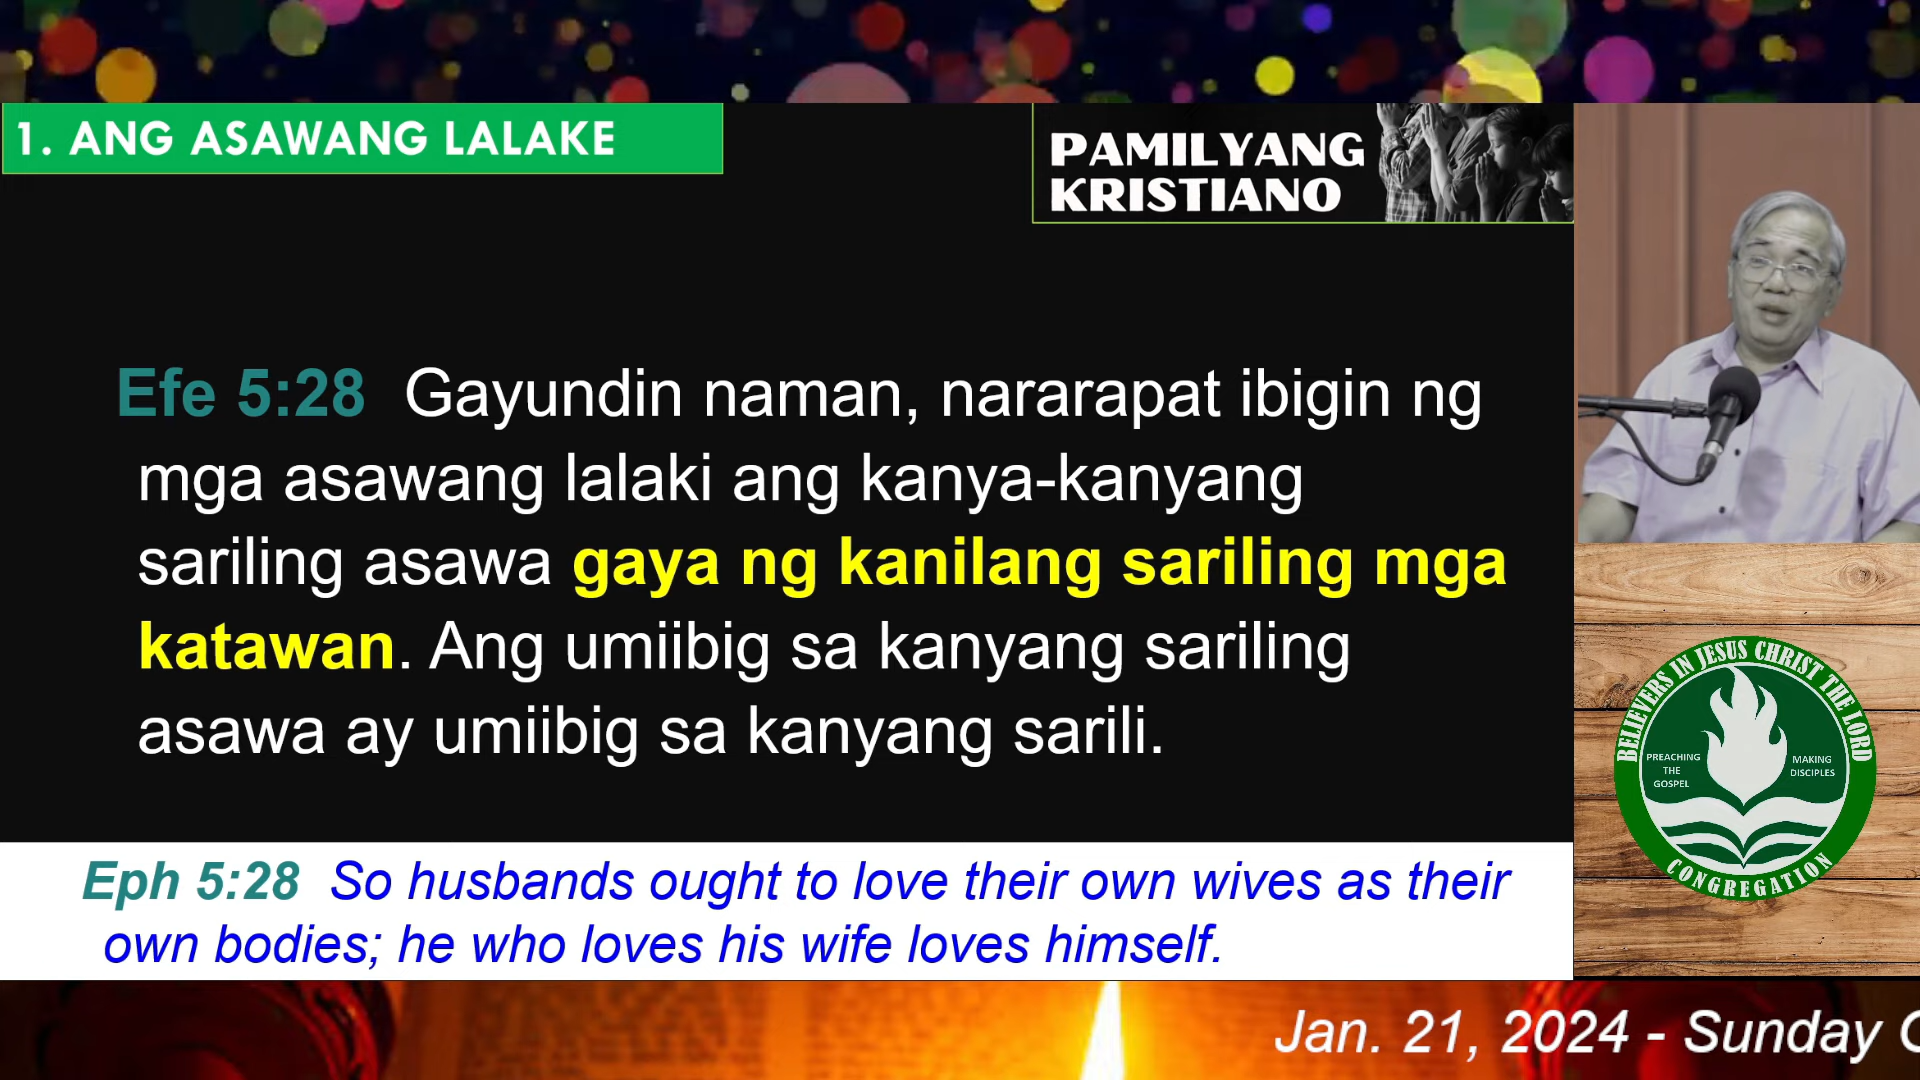 1. ANG ASAWANG LALAKE
PAMILYANG
KRISTIANO
Efe 5:28 Gayundin naman, nararapat ibigin ng
mga asawang lalaki ang kanya-kanyang
sariling asawa gaya ng kanilang sariling mga
katawan. Ang umiibig sa kanyang sariling
asawa ay umiibig sa kanyang sarili.
Eph 5:28 So husbands ought to love their own wives as their
own bodies; he who loves his wife loves himself.
BELIEVERS IN JESUS CHRIST THE LORD
PREACHING
THE
GOSPEL
MAKING
DISCIPLES
CONGREGATION
Jan. 21, 2024 - Sunday